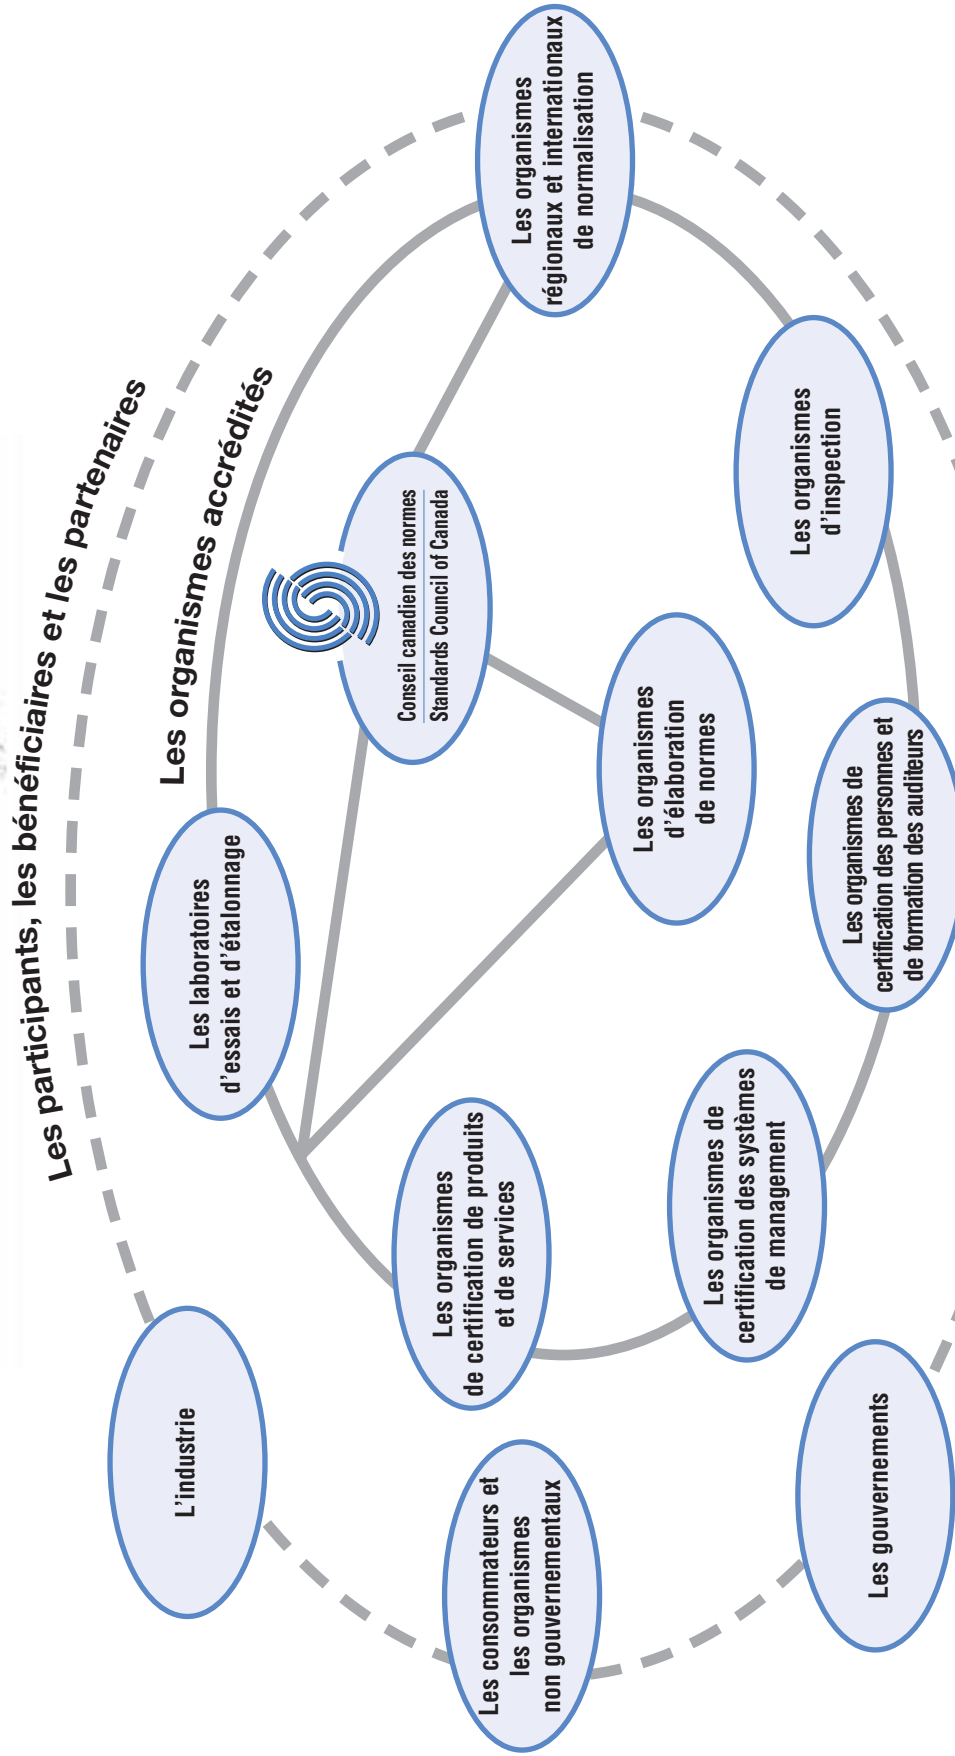 Les participants, les bénéficiaires et les partenaires
Les organismes accrédités
L'industrie
Les laboratoires
d'essais et d'étalonnage
Conseil canadien des normes
Standards Council of Canada
Les organismes
régionaux et internationaux
de normalisation
Les consommateurs et
les organismes
non gouvernementaux
Les organismes
de certification de produits
et de services
Les organismes
d'élaboration
de normes
Les organismes
d'inspection
Les organismes de
certification des systèmes
de management
Les organismes de
certification des personnes et
de formation des auditeurs
Les gouvernements